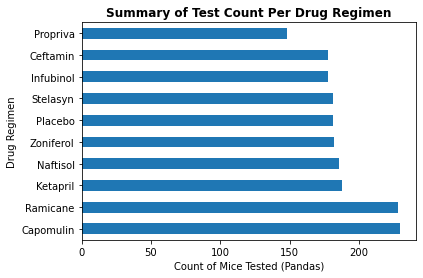 Summary of Test Count Per Drug Regimen
Drug Regimen
Propriva
Ceftamin
Infubinol
Stelasyn
Placebo
Zoniferol
Naftisol
Ketapril
Ramicane
Capomulin
0 50 100 150 200
Count of Mice Tested (Pandas)